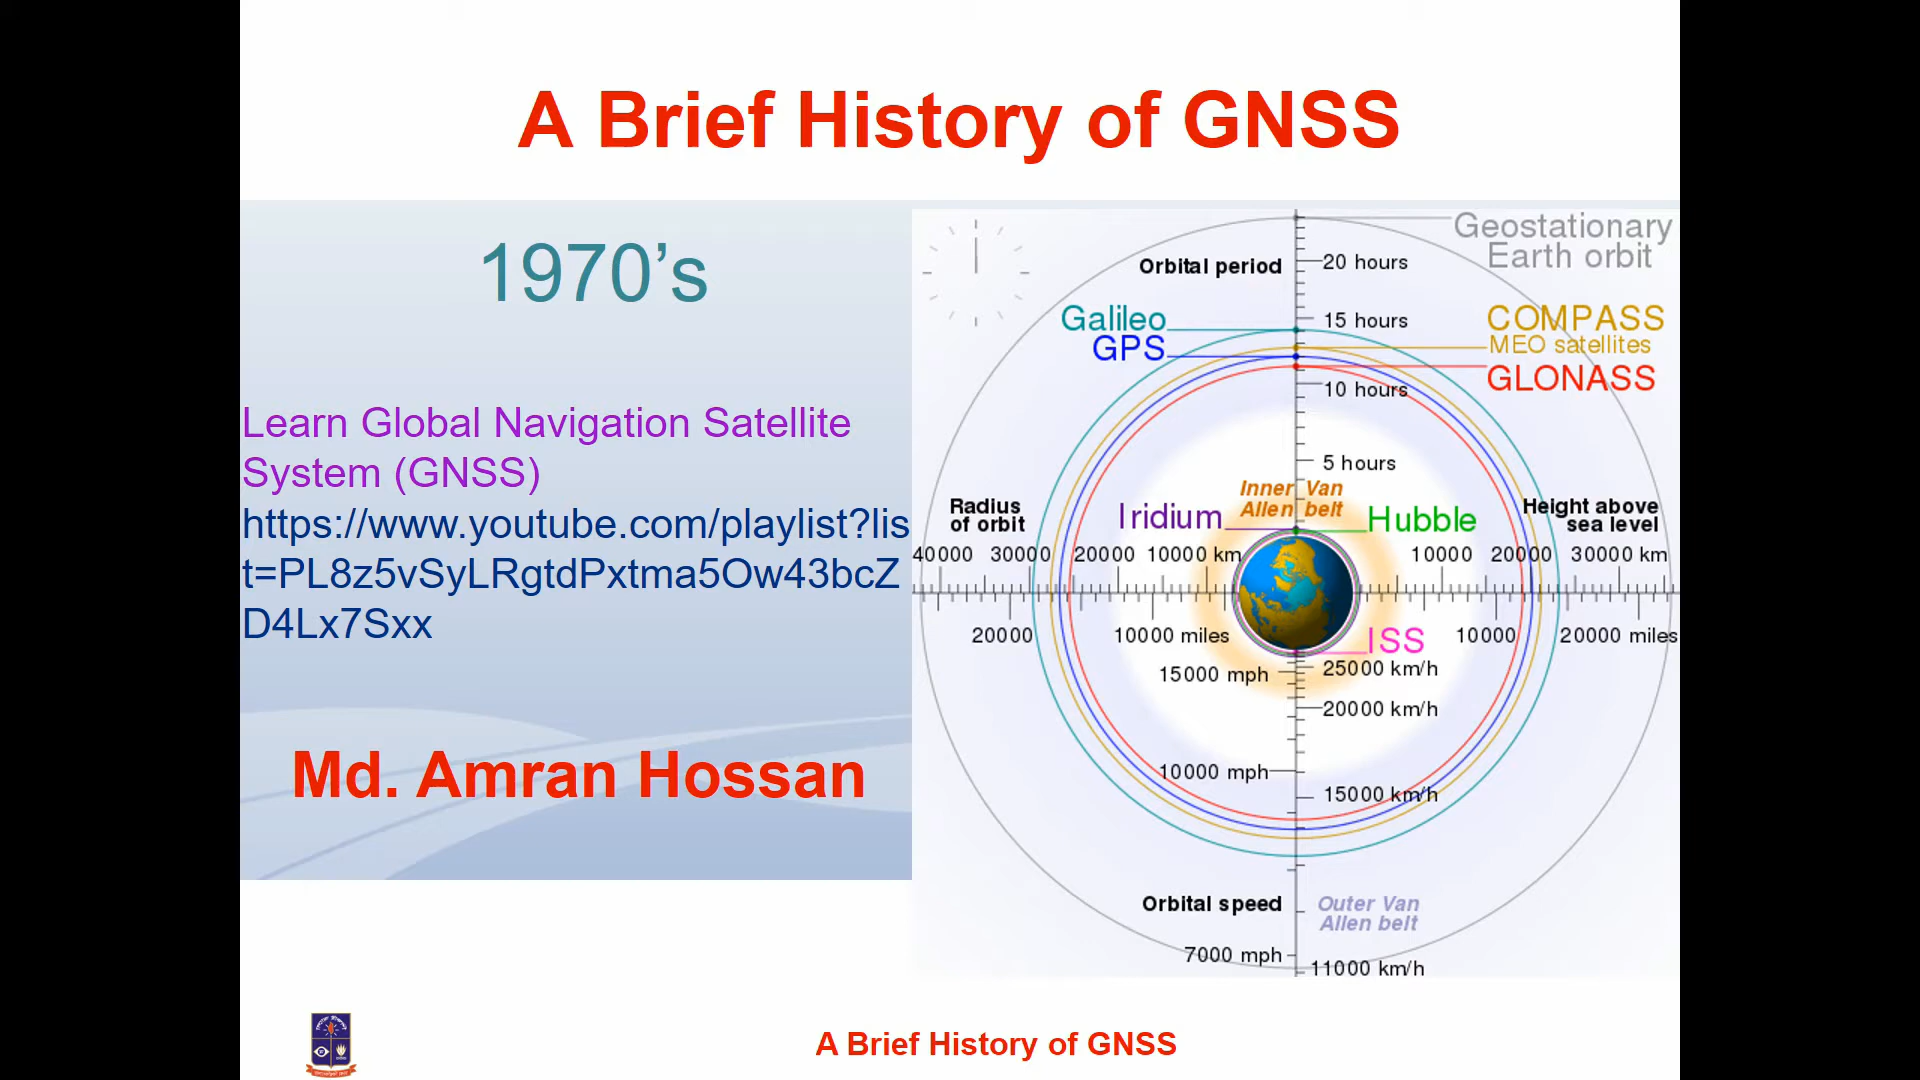 A Brief History of GNSS
1970’s
Learn Global Navigation Satellite
System (GNSS)
https://www.youtube.com/playlist?lis
t=PL8z5vSyLRgtdPxtma5Ow43bcZ
D4Lx7Sxx
Md. Amran Hossan
Geostationary
Earth orbit
Orbital period
20 hours
15 hours
10 hours
5 hours
Galileo
GPS
COMPASS
MEO satellites
GLONASS
Inner Van
Allen belt
Iridium
Hubble
Radius
of orbit
Height above
sea level
40000 30000 20000 10000 km
10000 20000 30000 km
20000 10000 miles
10000 20000 miles
ISS
15000 mph
25000 km/h
20000 km/h
10000 mph
15000 km/h
Orbital speed
Outer Van
Allen belt
7000 mph
11000 km/h
A Brief History of GNSS